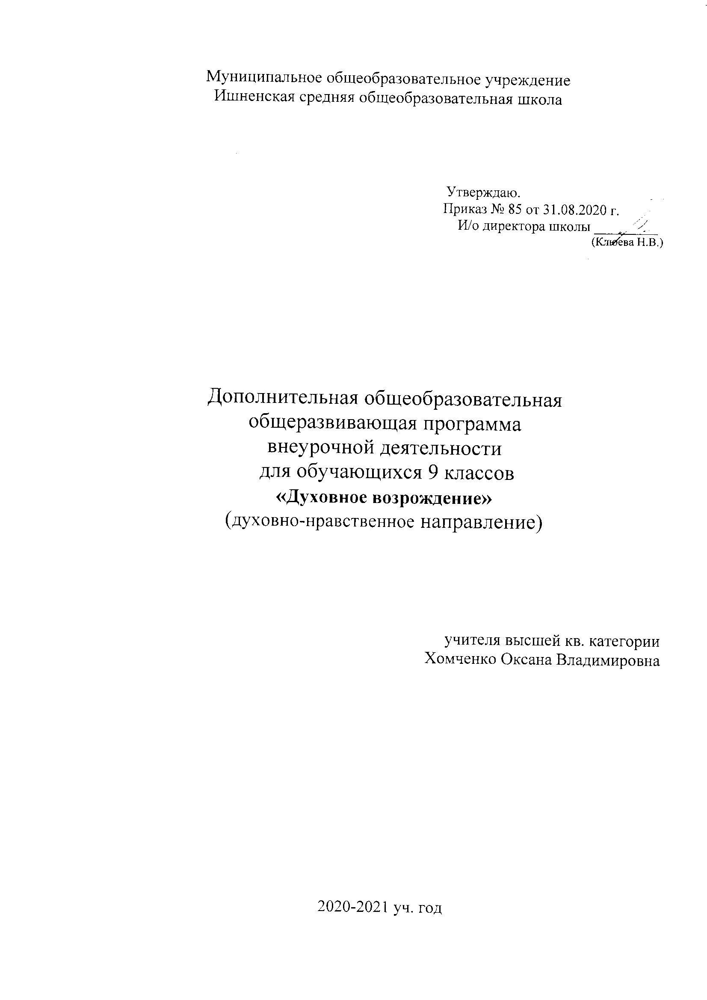 Муниципальное общеобразовательное учреждение
Ишненская средняя общеобразовательная школа
Утверждаю.
Приказ № 85 от 31.08.2020 г.
И/о директора школы
(Клюева Н.В.)
Дополнительная общеобразовательная
общеразвивающая программа
внеурочной деятельности
для обучающихся 9 классов
«Духовное возрождение»
(духовно-нравственное направление)
учителя высшей кв. категории
Хомченко Оксана Владимировна
2020-2021 уч. год